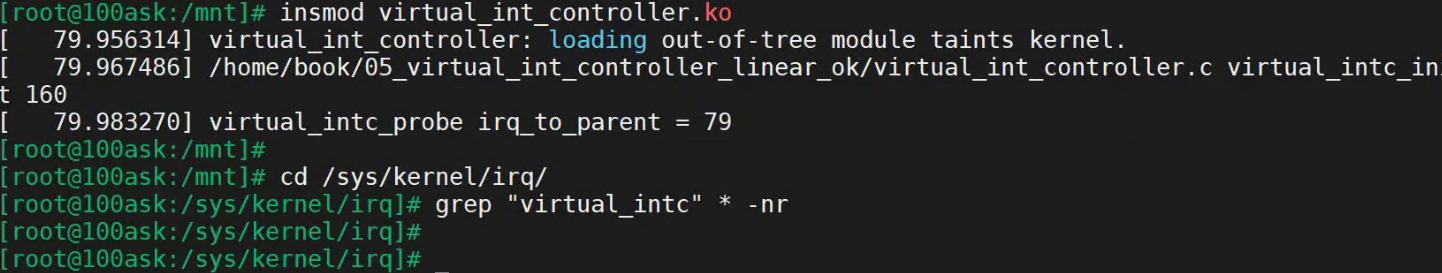 [root@100ask:/mnt]# insmod virtual_int_controller.ko
[   79.956314] virtual_int_controller: loading out-of-tree module taints kernel.
[   79.967486] /home/book/05_virtual_int_controller_linear_ok/virtual_int_controller.c virtual_intc_ini
t 160
[   79.983270] virtual_intc_probe irq_to_parent = 79
[root@100ask:/mnt]#
[root@100ask:/mnt]# cd /sys/kernel/irq/
[root@100ask:/sys/kernel/irq]# grep "virtual_intc" * -nr
[root@100ask:/sys/kernel/irq]#
[root@100ask:/sys/kernel/irq]#